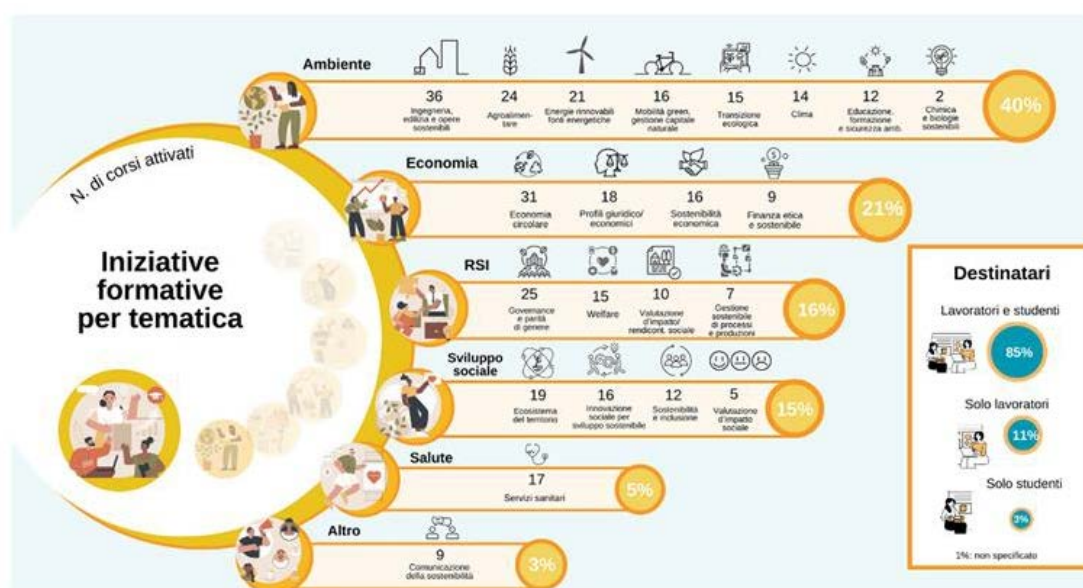 Ambiente
36
Ingegneria,
edilizia e opere
sostenibili
24
Agroalimen-
tare
21
Energie rinnovabili
fonti energetiche
16
Mobilità green,
gestione capitale
naturale
15
Transizione
ecologica
14
Clima
12
Educazione,
formazione
e sicurezza amb.
2
Chimica
e biologie
sostenibili
40%
N. di corsi attivati
Iniziative
formative
per tematica
Economia
31
Economia
circolare
18
Profili giuridico/
economici
16
Sostenibilità
economica
9
Finanza etica
e sostenibile
21%
RSI
25
Governance
e parità
di genere
15
Welfare
10
Valutazione
d'impatto/
rendicont. sociale
7
Gestione
sostenibile
di processi
e produzioni
16%
Sviluppo
sociale
19
Ecosistema
del territorio
16
Innovazione
sociale per
sviluppo sostenibile
12
Sostenibilità
e inclusione
5
Valutazione
d'impatto
sociale
15%
Salute
17
Servizi sanitari
5%
Altro
9
Comunicazione
della sostenibilità
3%
Destinatari
Lavoratori e studenti
85%
Solo lavoratori
11%
Solo studenti
3%
1%: non specificato